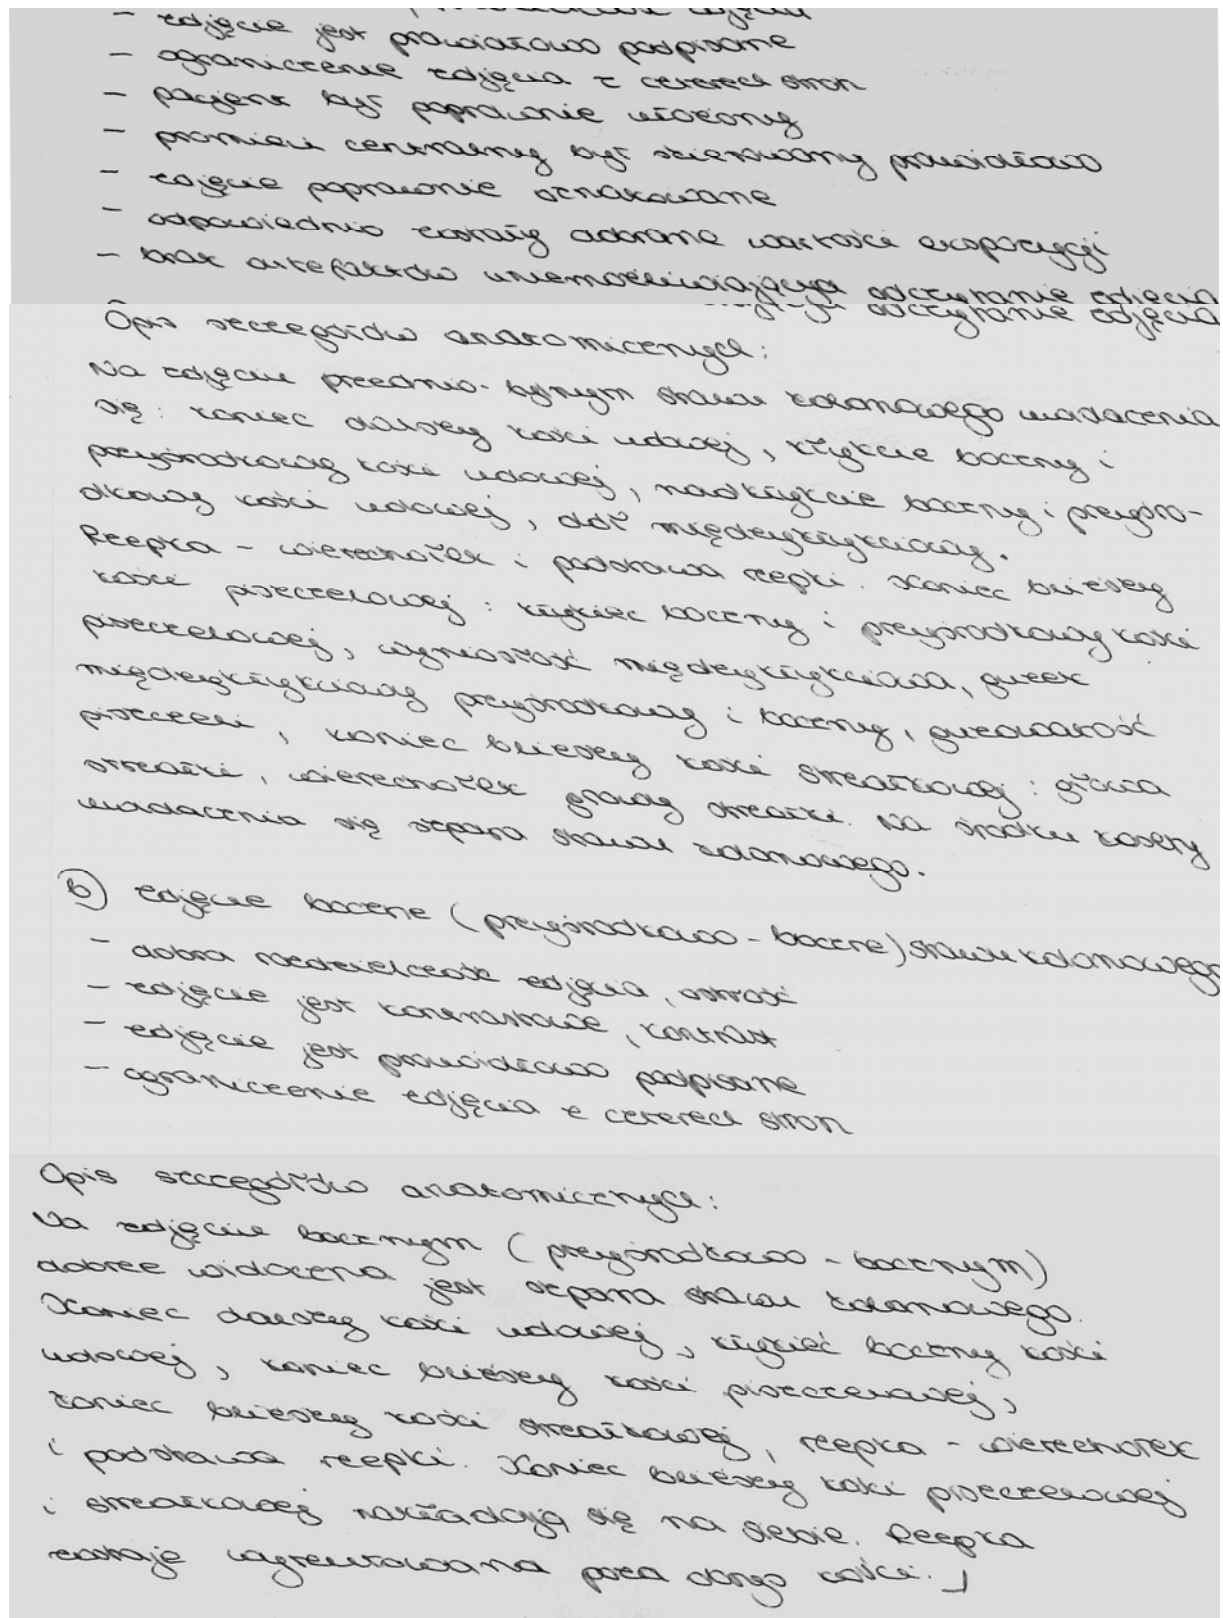 - zdjęcie jest prawidłowo podpisane
- ograniczenie zdjęcia z czterech stron
- pacjent był poprawnie ułożony
- promień centralny był skierowany prawidłowo
- zdjęcie poprawnie oznakowane
- odpowiednio zostały dobrane wartości ekspozycji
- brak artefaktów uniemożliwiających odczytanie zdjęcia
odczytanie zdjęcia
Opis szczegółów anatomicznych:
Na zdjęciu przednio-tylnym stawu kolanowego uwidacznia
się: koniec dalszy kości udowej, kłykcie boczny i
przyśrodkowy kości udowej, nadkłykcie boczny i przyśro-
dkowy kości udowej, dół międzykłykciowy.
Rzepka - wierzchołek i podstawa rzepki. Koniec bliższy
kości piszczelowej: kłykieć boczny i przyśrodkowy kości
piszczelowej, wyniosłość międzykłykciowa, guzek
międzykłykciowy przyśrodkowy i boczny, guzowatość
piszczeli, koniec bliższy kości strzałkowej: głowa
strzałki, wierzchołek głowy strzałki. Na środku kasety
uwidacznia się szpara stawu kolanowego.
b) zdjęcie boczne (przyśrodkowo - boczne) stawu kolanowego
- dobra rozdzielczość zdjęcia, ostrość
- zdjęcie jest kontrastowe, kontrast
- zdjęcie jest prawidłowo podpisane
- ograniczenie zdjęcia z czterech stron
Opis szczegółów anatomicznych:
Na zdjęciu bocznym (przyśrodkowo - bocznym)
dobrze widoczna jest szpara stawu kolanowego.
Koniec dalszy kości udowej, kłykieć boczny kości
udowej, koniec bliższy kości piszczelowej,
koniec bliższy kości strzałkowej, rzepka - wierzchołek
i podstawa rzepki. Koniec bliższy kości piszczelowej
i strzałkowej nakładają się na siebie. Rzepka
zostaje wyrzutowana poza obręb kości.